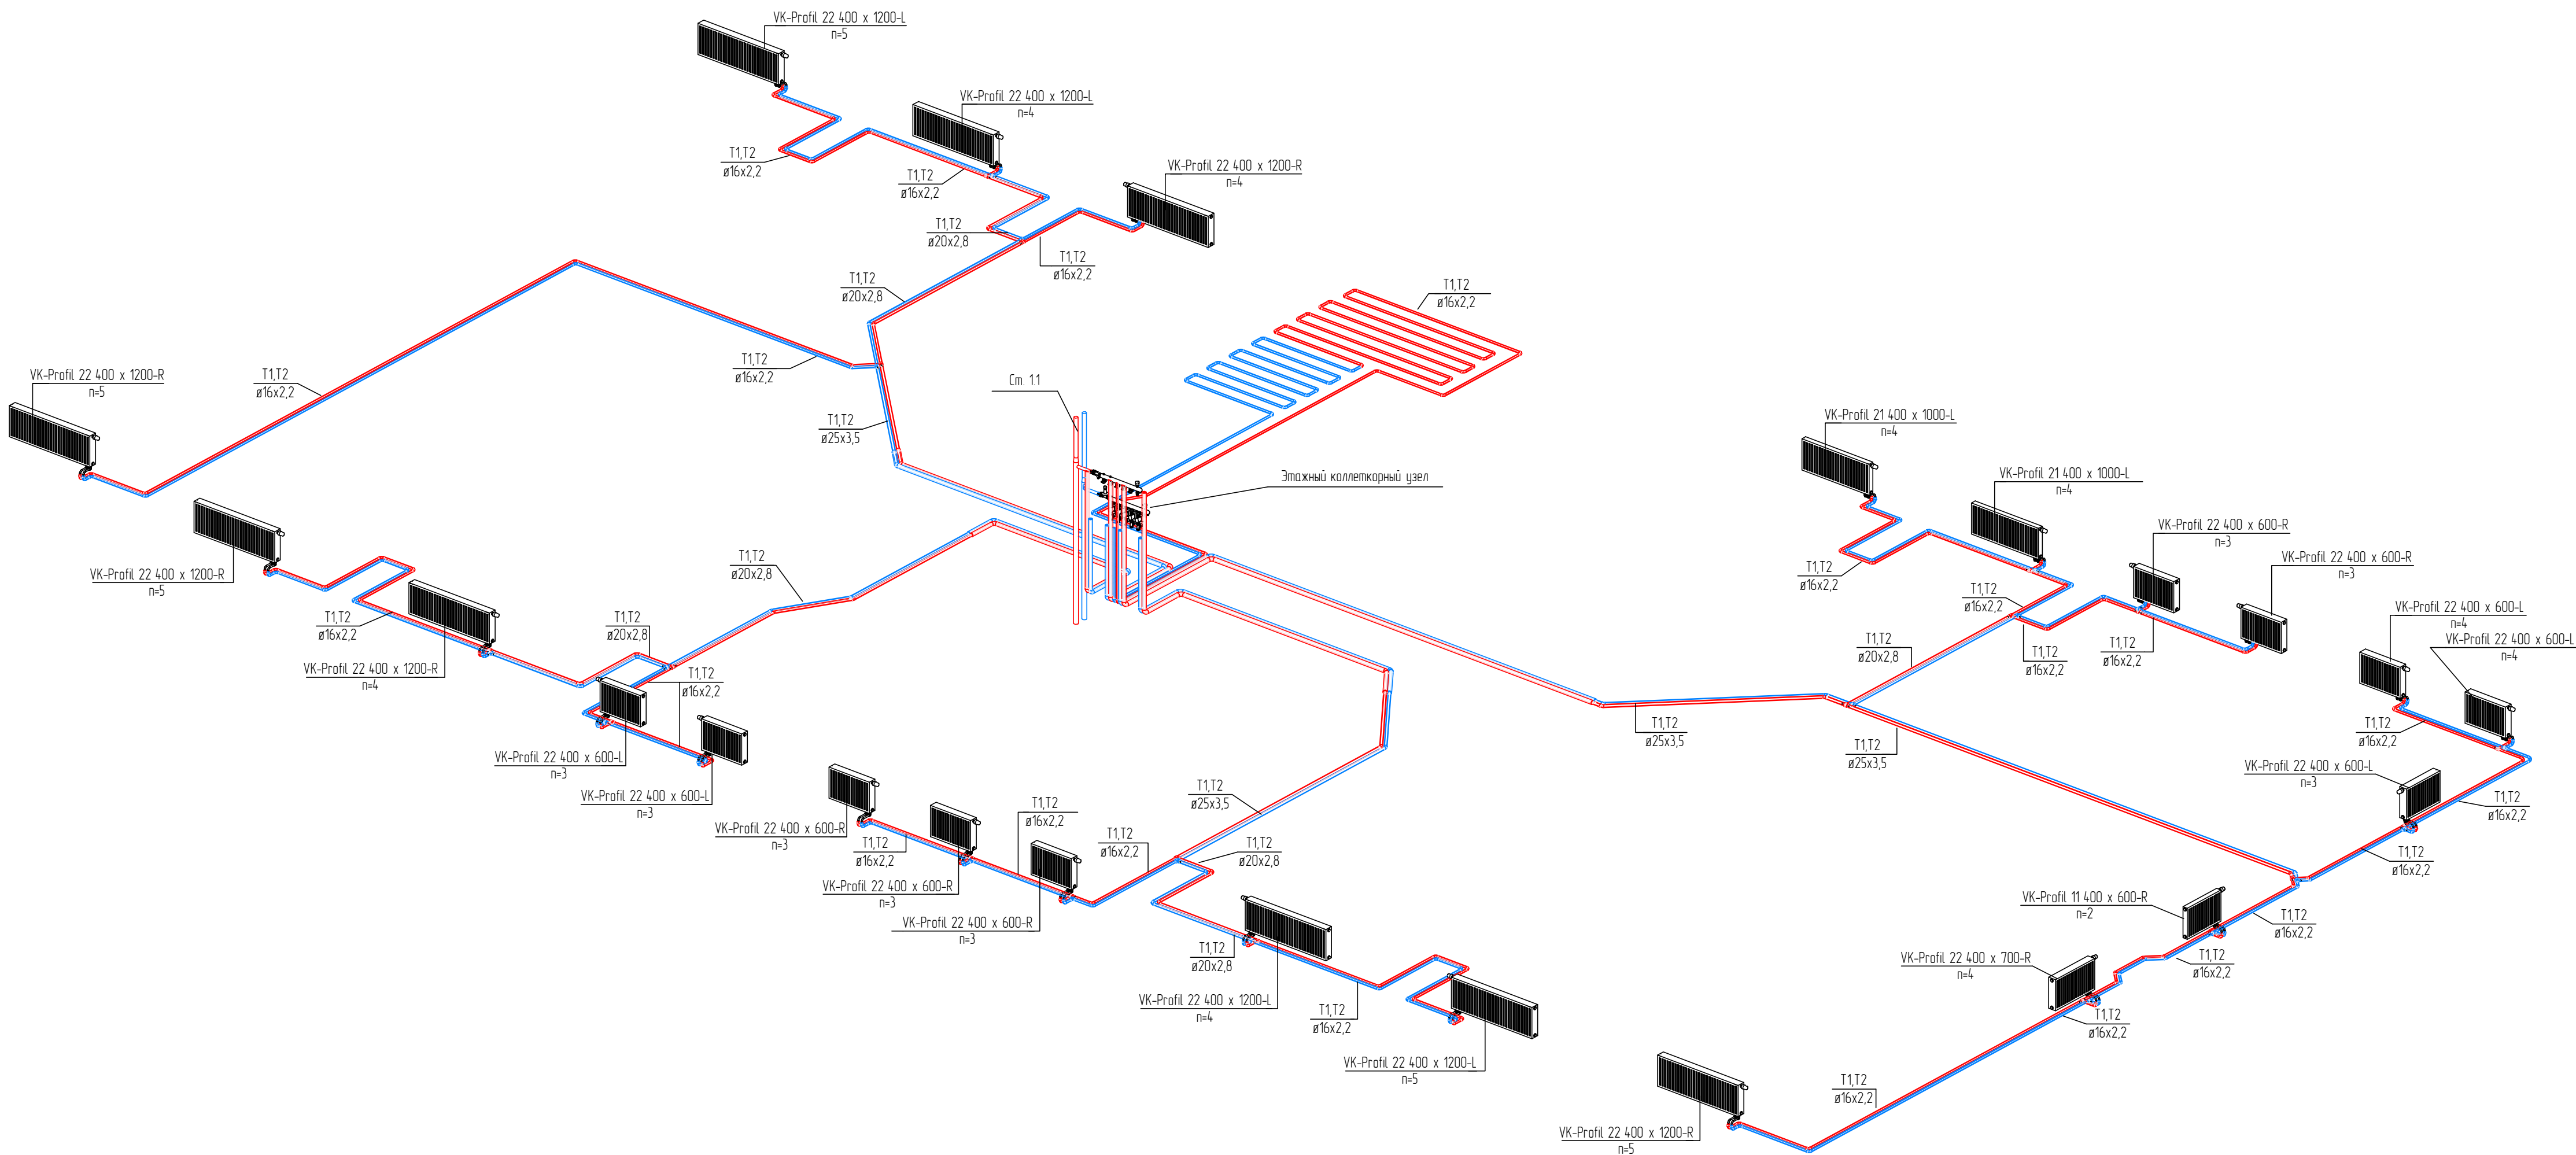 VK-Profil 22 400 x 1200-L
n=5
VK-Profil 22 400 x 1200-L
n=4
T1,T2
ø16x2,2
T1,T2
ø16x2,2
VK-Profil 22 400 x 1200-R
n=4
T1,T2
ø20x2,8
T1,T2
ø16x2,2
T1,T2
ø20x2,8
T1,T2
ø16x2,2
T1,T2
ø16x2,2
VK-Profil 22 400 x 1200-R
n=5
T1,T2
ø16x2,2
Ст. 1.1
T1,T2
ø25x3,5
Этажный коллеткорный узел
VK-Profil 21 400 x 1000-L
n=4
VK-Profil 21 400 x 1000-L
n=4
VK-Profil 22 400 x 600-R
n=3
VK-Profil 22 400 x 600-R
n=3
T1,T2
ø16x2,2
T1,T2
ø16x2,2
VK-Profil 22 400 x 600-L
n=4
VK-Profil 22 400 x 600-L
n=4
T1,T2
ø20x2,8
T1,T2
ø16x2,2
T1,T2
ø16x2,2
VK-Profil 22 400 x 1200-R
n=5
T1,T2
ø20x2,8
T1,T2
ø16x2,2
T1,T2
ø20x2,8
VK-Profil 22 400 x 1200-R
n=4
T1,T2
ø16x2,2
T1,T2
ø25x3,5
T1,T2
ø25x3,5
T1,T2
ø16x2,2
VK-Profil 22 400 x 600-L
n=3
VK-Profil 22 400 x 600-L
n=3
VK-Profil 22 400 x 600-L
n=3
T1,T2
ø16x2,2
T1,T2
ø25x3,5
T1,T2
ø16x2,2
VK-Profil 22 400 x 600-R
n=3
T1,T2
ø16x2,2
T1,T2
ø16x2,2
T1,T2
ø20x2,8
T1,T2
ø16x2,2
VK-Profil 22 400 x 600-R
n=3
VK-Profil 22 400 x 600-R
n=3
VK-Profil 11 400 x 600-R
n=2
T1,T2
ø16x2,2
T1,T2
ø20x2,8
VK-Profil 22 400 x 700-R
n=4
T1,T2
ø16x2,2
VK-Profil 22 400 x 1200-L
n=4
T1,T2
ø16x2,2
T1,T2
ø16x2,2
VK-Profil 22 400 x 1200-L
n=5
T1,T2
ø16x2,2
VK-Profil 22 400 x 1200-R
n=5